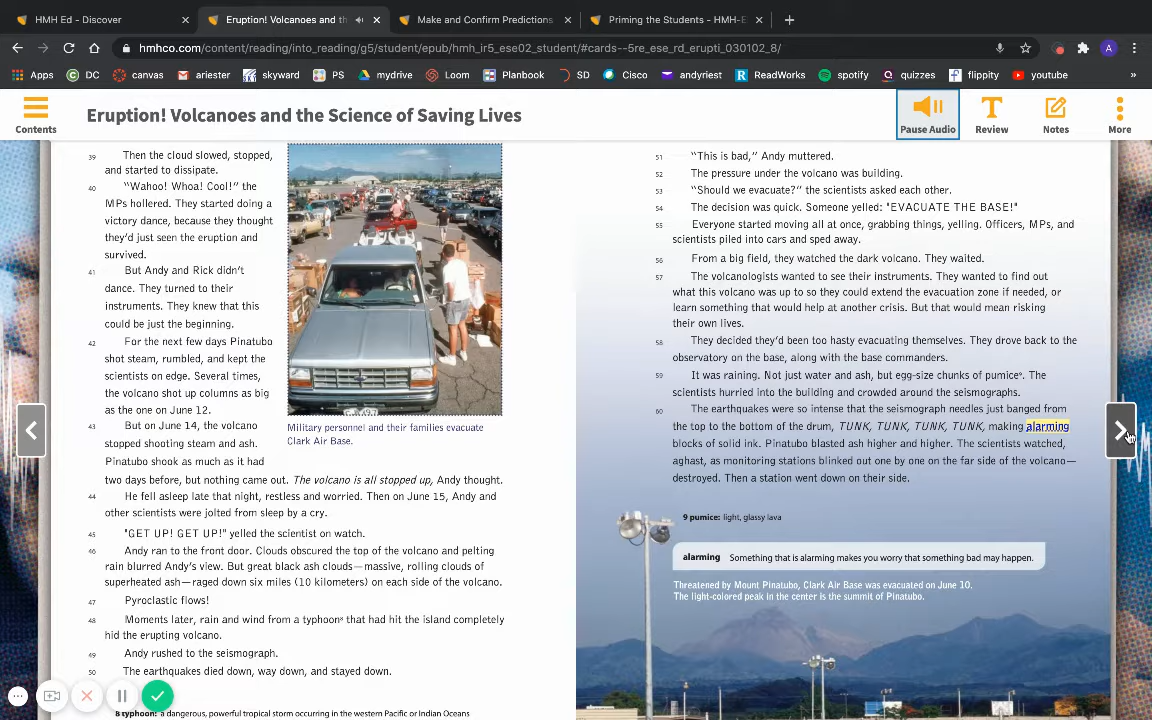 HMH Ed - Discover
Eruption! Volcanoes and th
Make and Confirm Predictions
Priming the Students - HMH-E
hmhco.com/content/reading/into_reading/g5/student/epub/hmh_ir5_ese02_student/#cards--5re_ese_rd_erupti_030102_8/
A
Apps DC canvas ariester skyward PS mydrive Loom Planbook SD Cisco andyriest ReadWorks spotify quizzes flippity youtube »
Contents
Eruption! Volcanoes and the Science of Saving Lives
Pause Audio
Review
Notes
More
39 Then the cloud slowed, stopped,
and started to dissipate.
40 "Wahoo! Whoa! Cool!" the
MPs hollered. They started doing a
victory dance, because they thought
they'd just seen the eruption and
survived.
41 But Andy and Rick didn't
dance. They turned to their
instruments. They knew that this
could be just the beginning.
42 For the next few days Pinatubo
shot steam, rumbled, and kept the
scientists on edge. Several times,
the volcano shot up columns as big
as the one on June 12.
43 But on June 14, the volcano
stopped shooting steam and ash.
Pinatubo shook as much as it had
two days before, but nothing came out. The volcano is all stopped up, Andy thought.
44 He fell asleep late that night, restless and worried. Then on June 15, Andy and
other scientists were jolted from sleep by a cry.
45 "GET UP! GET UP!" yelled the scientist on watch.
46 Andy ran to the front door. Clouds obscured the top of the volcano and pelting
rain blurred Andy's view. But great black ash clouds—massive, rolling clouds of
superheated ash—raged down six miles (10 kilometers) on each side of the volcano.
47 Pyroclastic flows!
48 Moments later, rain and wind from a typhoon⁸ that had hit the island completely
hid the erupting volcano.
49 Andy rushed to the seismograph.
50 The earthquakes died down, way down, and stayed down.
8 typhoon: a dangerous, powerful tropical storm occurring in the western Pacific or Indian Oceans
Military personnel and their families evacuate
Clark Air Base.
51 "This is bad," Andy muttered.
52 The pressure under the volcano was building.
53 "Should we evacuate?" the scientists asked each other.
54 The decision was quick. Someone yelled: "EVACUATE THE BASE!"
55 Everyone started moving all at once, grabbing things, yelling. Officers, MPs, and
scientists piled into cars and sped away.
56 From a big field, they watched the dark volcano. They waited.
57 The volcanologists wanted to see their instruments. They wanted to find out
what this volcano was up to so they could extend the evacuation zone if needed, or
learn something that would help at another crisis. But that would mean risking
their own lives.
58 They decided they'd been too hasty evacuating themselves. They drove back to the
observatory on the base, along with the base commanders.
59 It was raining. Not just water and ash, but egg-size chunks of pumice⁹. The
scientists hurried into the building and crowded around the seismographs.
60 The earthquakes were so intense that the seismograph needles just banged from
the top to the bottom of the drum, TUNK, TUNK, TUNK, TUNK, making alarming
blocks of solid ink. Pinatubo blasted ash higher and higher. The scientists watched,
aghast, as monitoring stations blinked out one by one on the far side of the volcano—
destroyed. Then a station went down on their side.
9 pumice: light, glassy lava
alarming Something that is alarming makes you worry that something bad may happen.
Threatened by Mount Pinatubo, Clark Air Base was evacuated on June 10.
The light-colored peak in the center is the summit of Pinatubo.